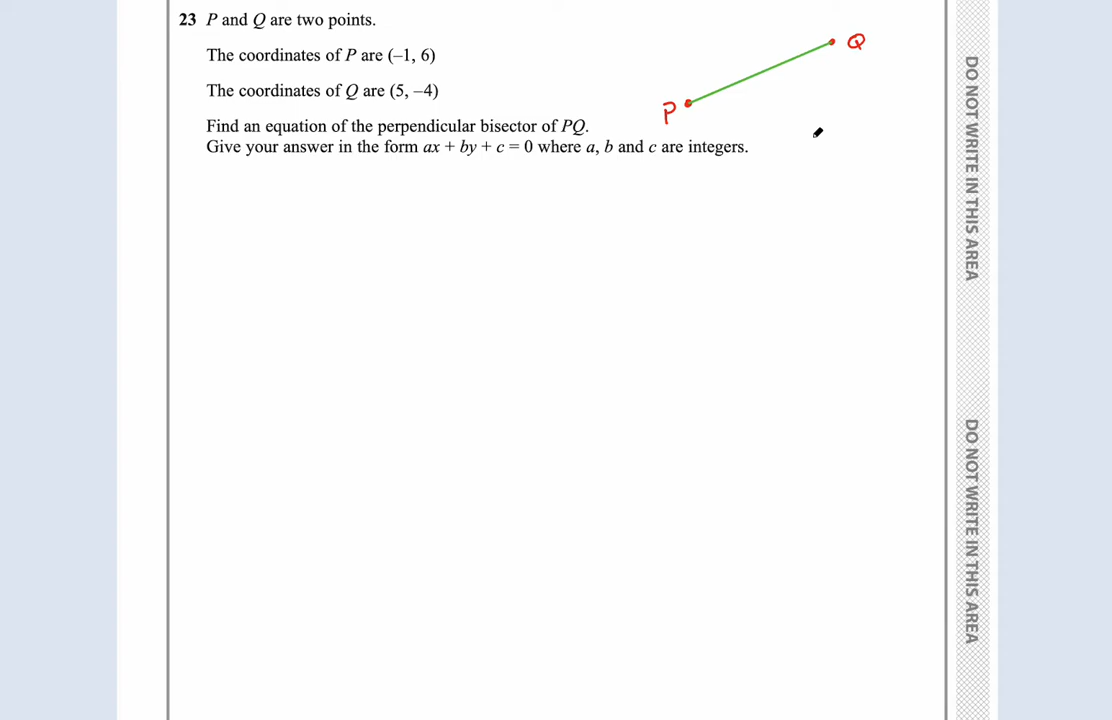 23 P and Q are two points.
The coordinates of P are (–1, 6)
The coordinates of Q are (5, –4)
Find an equation of the perpendicular bisector of PQ.
Give your answer in the form ax + by + c = 0 where a, b and c are integers.
P
Q
DO NOT WRITE IN THIS AREA
DO NOT WRITE IN THIS AREA